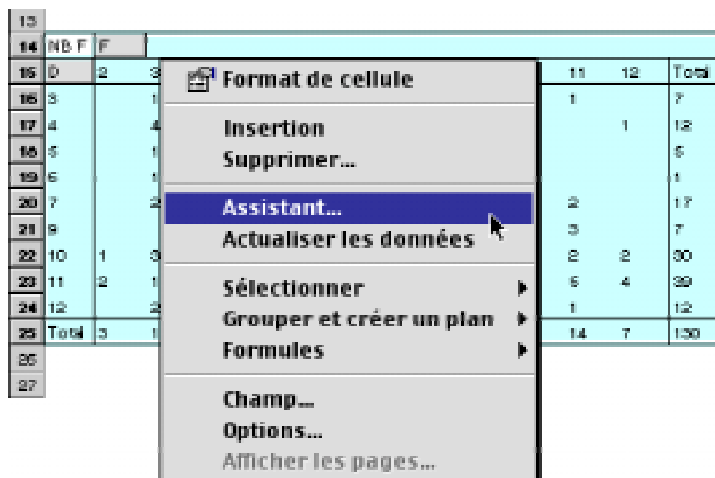 13
14 NB F F
15 D 2 3 11 12 Total
16 3 1 1 7
17 4 4 1 12
18 5 1 5
19 6 1 1
20 7 2 2 17
21 9 3 7
22 10 1 3 2 2 30
23 11 2 1 6 4 39
24 12 2 1 12
25 Total 3 1 14 7 130
26
27
Format de cellule
Insertion
Supprimer...
Assistant...
Actualiser les données
Sélectionner
Grouper et créer un plan
Formules
Champ...
Options...
Afficher les pages...